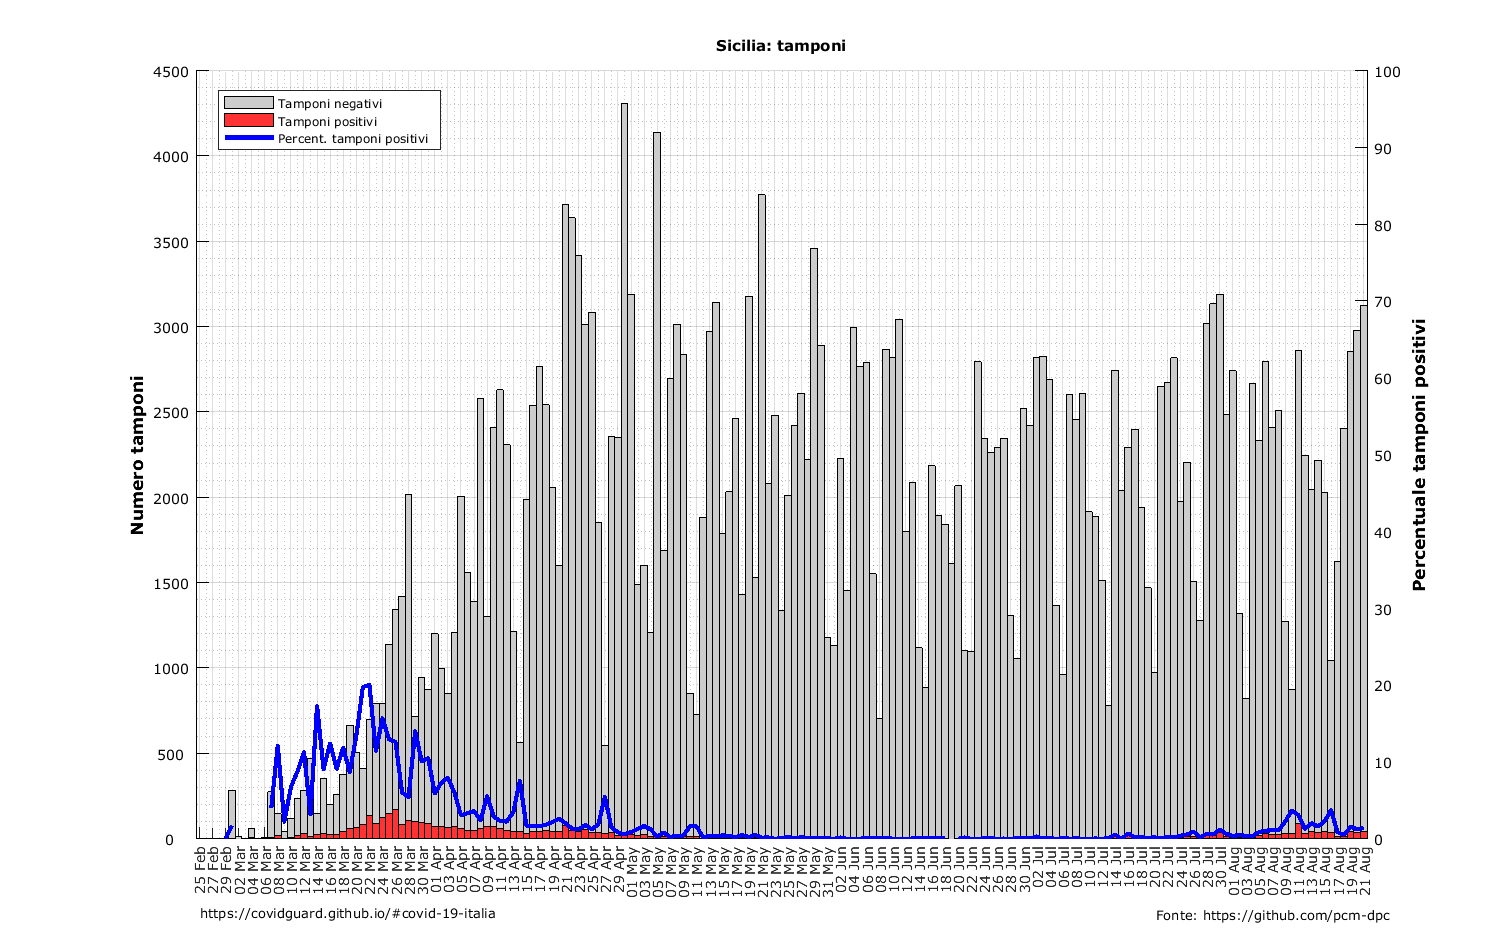 Sicilia: tamponi
Tamponi negativi
Tamponi positivi
Percent. tamponi positivi
Numero tamponi
4500
4000
3500
3000
2500
2000
1500
1000
500
0
Percentuale tamponi positivi
100
90
80
70
60
50
40
30
20
10
0
25 Feb
27 Feb
29 Feb
02 Mar
04 Mar
06 Mar
08 Mar
10 Mar
12 Mar
14 Mar
16 Mar
18 Mar
20 Mar
22 Mar
24 Mar
26 Mar
28 Mar
30 Mar
01 Apr
03 Apr
05 Apr
07 Apr
09 Apr
11 Apr
13 Apr
15 Apr
17 Apr
19 Apr
21 Apr
23 Apr
25 Apr
27 Apr
29 Apr
01 May
03 May
05 May
07 May
09 May
11 May
13 May
15 May
17 May
19 May
21 May
23 May
25 May
27 May
29 May
31 May
02 Jun
04 Jun
06 Jun
08 Jun
10 Jun
12 Jun
14 Jun
16 Jun
18 Jun
20 Jun
22 Jun
24 Jun
26 Jun
28 Jun
30 Jun
02 Jul
04 Jul
06 Jul
08 Jul
10 Jul
12 Jul
14 Jul
16 Jul
18 Jul
20 Jul
22 Jul
24 Jul
26 Jul
28 Jul
30 Jul
01 Aug
03 Aug
05 Aug
07 Aug
09 Aug
11 Aug
13 Aug
15 Aug
17 Aug
19 Aug
21 Aug
https://covidguard.github.io/#covid-19-italia
Fonte: https://github.com/pcm-dpc